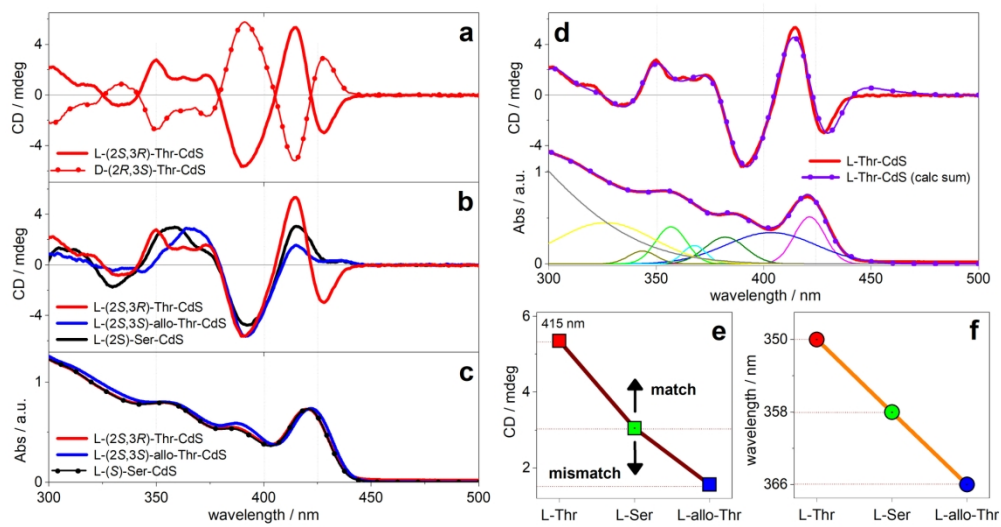 a
CD / mdeg
4
0
-4
L-(2S,3R)-Thr-CdS
D-(2R,3S)-Thr-CdS
b
CD / mdeg
4
0
-4
L-(2S,3R)-Thr-CdS
L-(2S,3S)-allo-Thr-CdS
L-(2S)-Ser-CdS
c
Abs / a.u.
1
0
L-(2S,3R)-Thr-CdS
L-(2S,3S)-allo-Thr-CdS
L-(S)-Ser-CdS
300 350 400 450 500
wavelength / nm
d
CD / mdeg
4
0
-4
L-Thr-CdS
L-Thr-CdS (calc sum)
Abs / a.u.
1
0
300 350 400 450 500
wavelength / nm
e
CD / mdeg
6
4
2
415 nm
match
mismatch
L-Thr L-Ser L-allo-Thr
f
wavelength / nm
350
358
366
L-Thr L-Ser L-allo-Thr